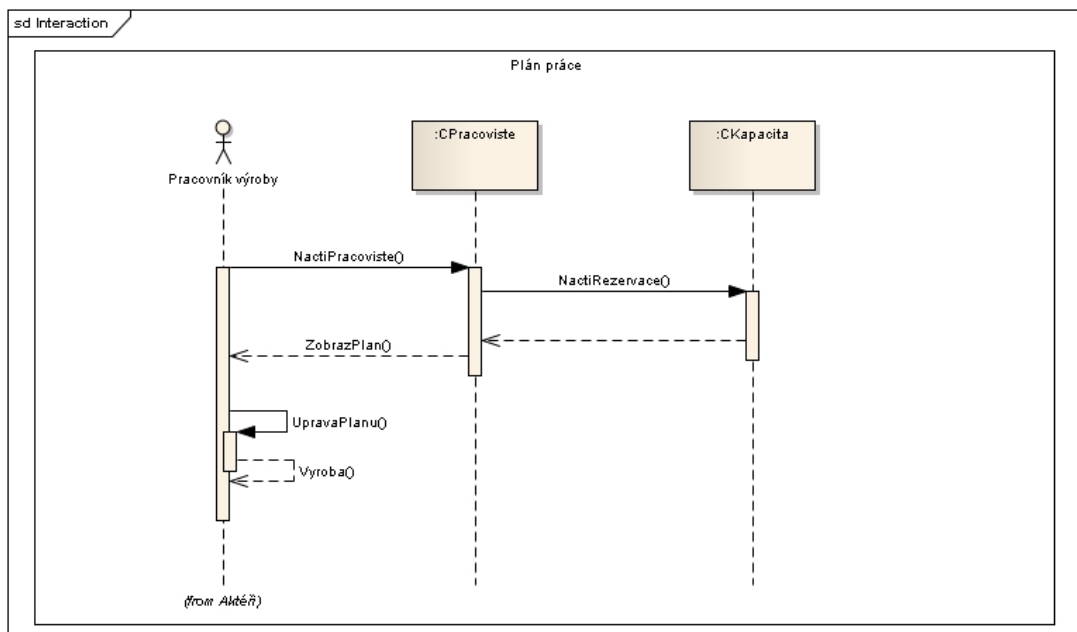 sd Interaction
Plán práce
:CPracoviste
:CKapacita
Pracovník výroby
NactiPracoviste()
NactiRezervace()
ZobrazPlan()
UpravaPlanu()
Vyroba()
(from Aktéři)